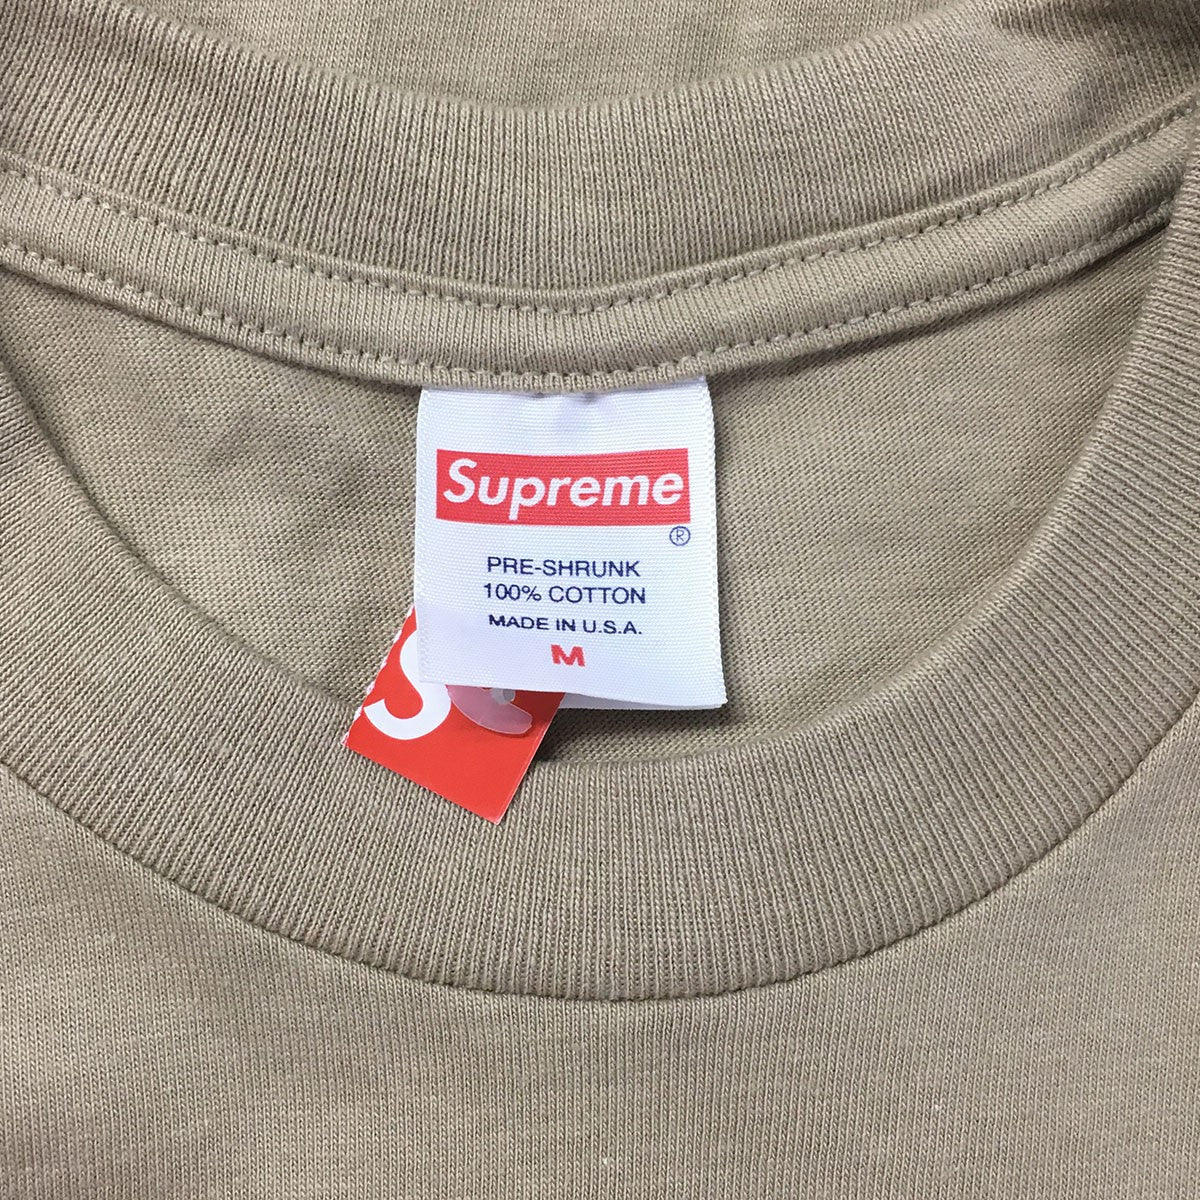 Supreme
®
PRE-SHRUNK
100% COTTON
MADE IN U.S.A.
M
S